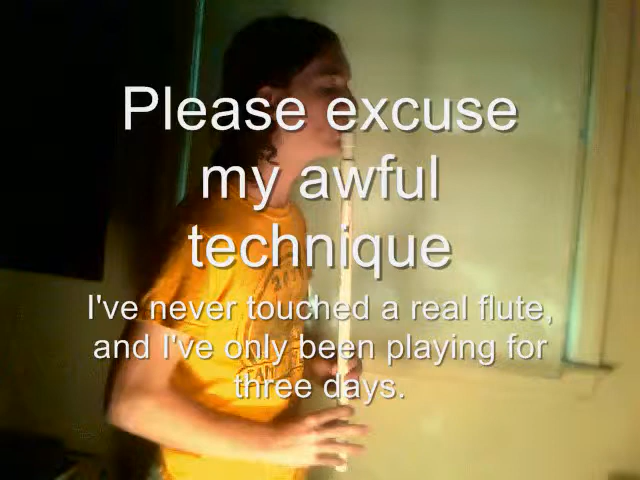 Please excuse
my awful
technique
I've never touched a real flute,
and I've only been playing for
three days.